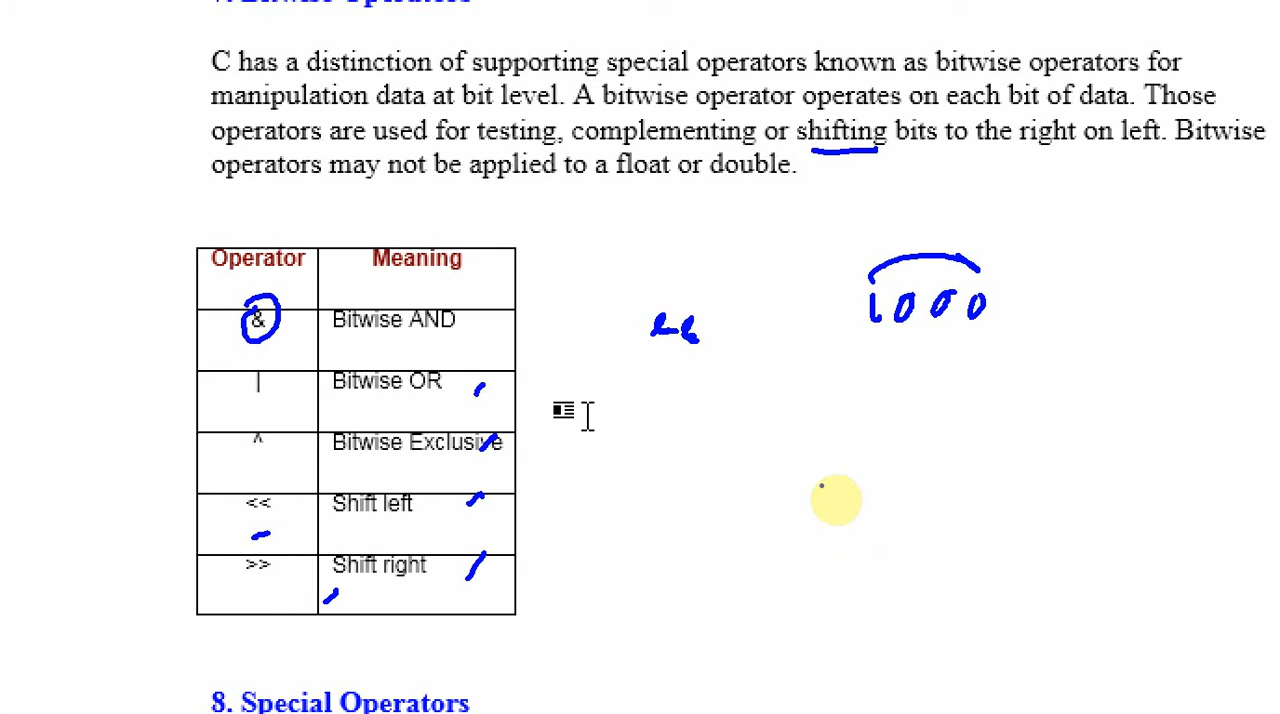 7. Bitwise Operators
C has a distinction of supporting special operators known as bitwise operators for
manipulation data at bit level. A bitwise operator operates on each bit of data. Those
operators are used for testing, complementing or shifting bits to the right on left. Bitwise
operators may not be applied to a float or double.
Operator Meaning
& Bitwise AND
| Bitwise OR
^ Bitwise Exclusive
<< Shift left
>> Shift right
1000
8. Special Operators